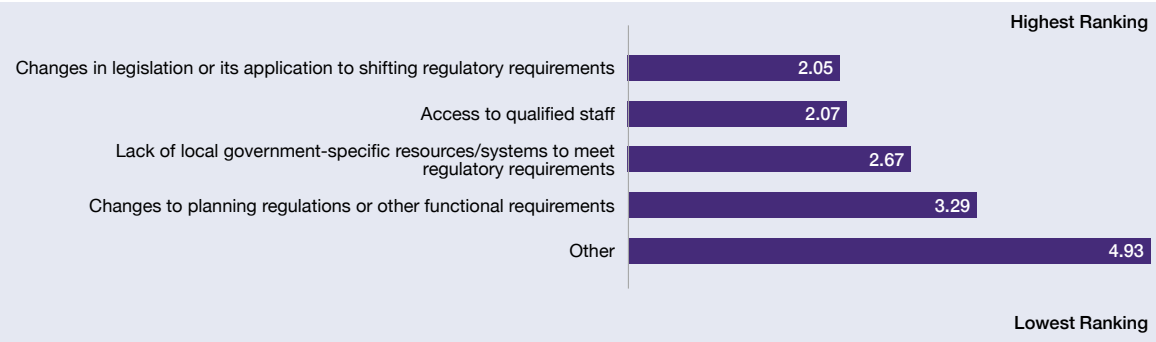 Highest Ranking
Changes in legislation or its application to shifting regulatory requirements
2.05
Access to qualified staff
2.07
Lack of local government-specific resources/systems to meet
regulatory requirements
2.67
Changes to planning regulations or other functional requirements
3.29
Other
4.93
Lowest Ranking